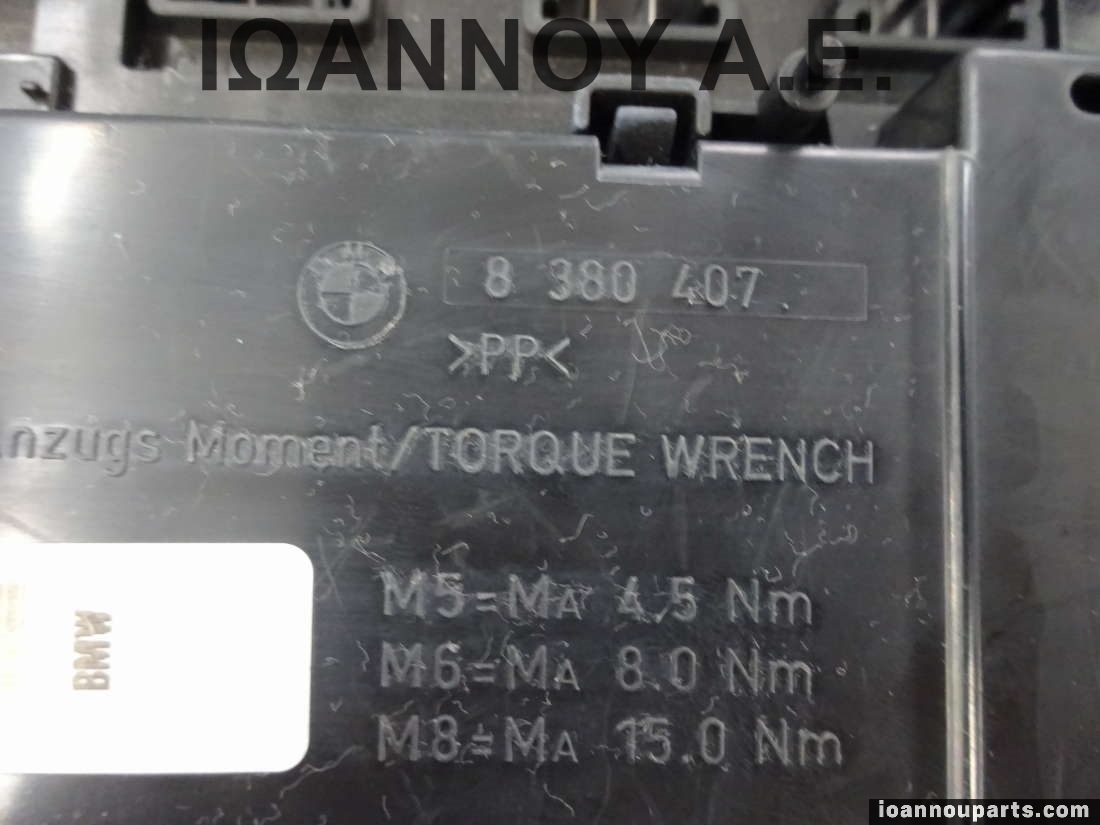 ΙΩΑΝΝΟΥ Α.Ε.
8 380 407
>PP<
Anzugs Moment/TORQUE WRENCH
M5=MA 4.5 Nm
M6=MA 8.0 Nm
M8=MA 15.0 Nm
BMW
ioannouparts.com